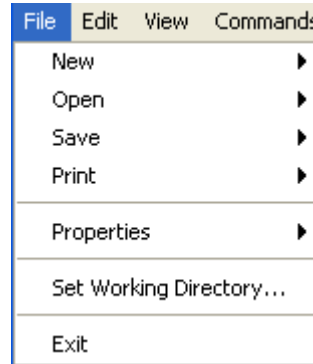 File Edit View Commands
New
Open
Save
Print
Properties
Set Working Directory...
Exit